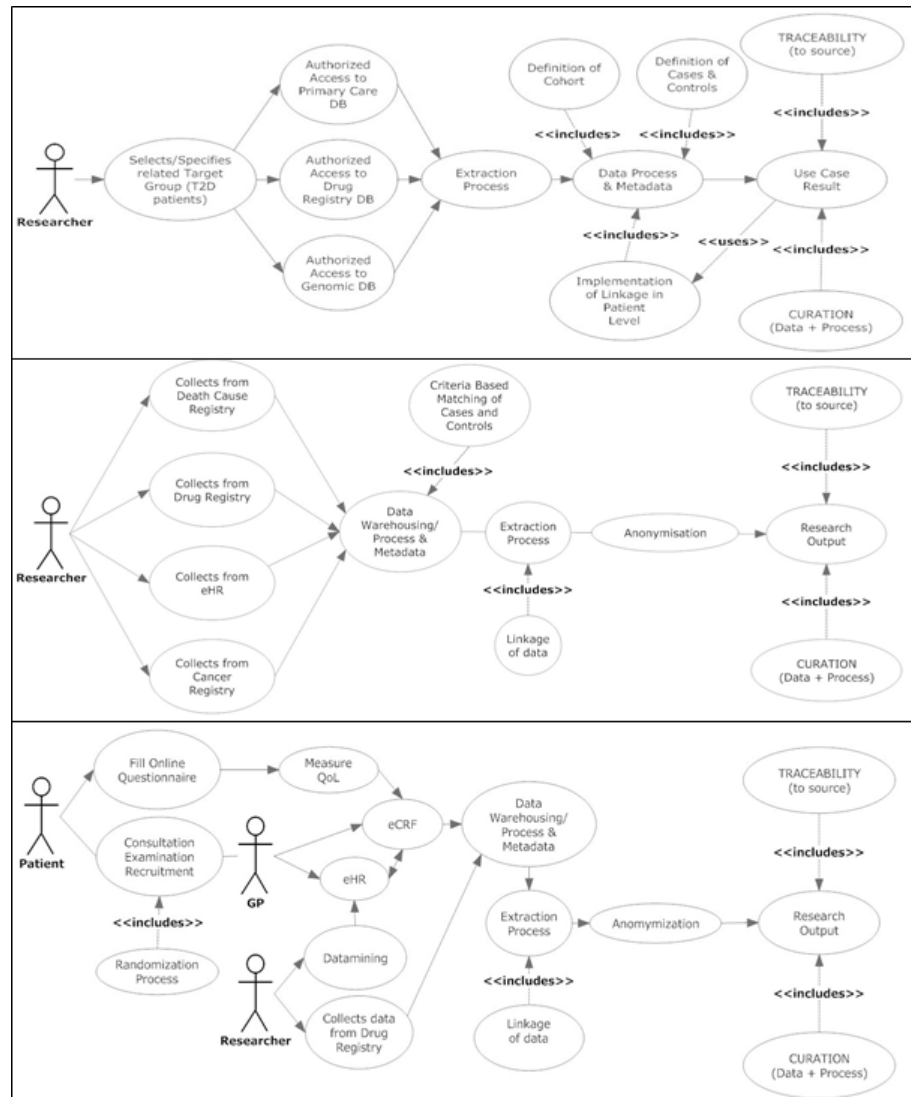 TRACEABILITY
(to source)
Authorized
Access to
Primary Care
DB
Definition of
Cohort
Definition of
Cases &
Controls
<<includes>
<<includes>>
<<includes>>
Researcher
Selects/Specifies
related Target
Group (T2D
patients)
Authorized
Access to
Drug
Registry DB
Extraction
Process
Data Process
& Metadata
Use Case
Result
<<includes>>
<<uses>>
<<includes>>
Authorized
Access to
Genomic DB
Implementation
of Linkage in
Patient
Level
CURATION
(Data + Process)
Collects from
Death Cause
Registry
Criteria Based
Matching of
Cases and
Controls
TRACEABILITY
(to source)
<<includes>>
<<includes>>
Collects from
Drug Registry
Researcher
Data
Warehousing/
Process &
Metadata
Extraction
Process
Anonymisation
Research
Output
Collects from
eHR
<<includes>>
<<includes>>
Linkage
of data
Collects from
Cancer
Registry
CURATION
(Data + Process)
Fill Online
Questionnaire
Measure
QoL
TRACEABILITY
(to source)
Patient
Consultation
Examination
Recruitment
GP
eCRF
eHR
Data
Warehousing/
Process &
Metadata
<<includes>>
<<includes>>
Randomization
Process
Extraction
Process
Anomymization
Research
Output
Researcher
Datamining
Collects data
from Drug
Registry
<<includes>>
<<includes>>
Linkage
of data
CURATION
(Data + Process)